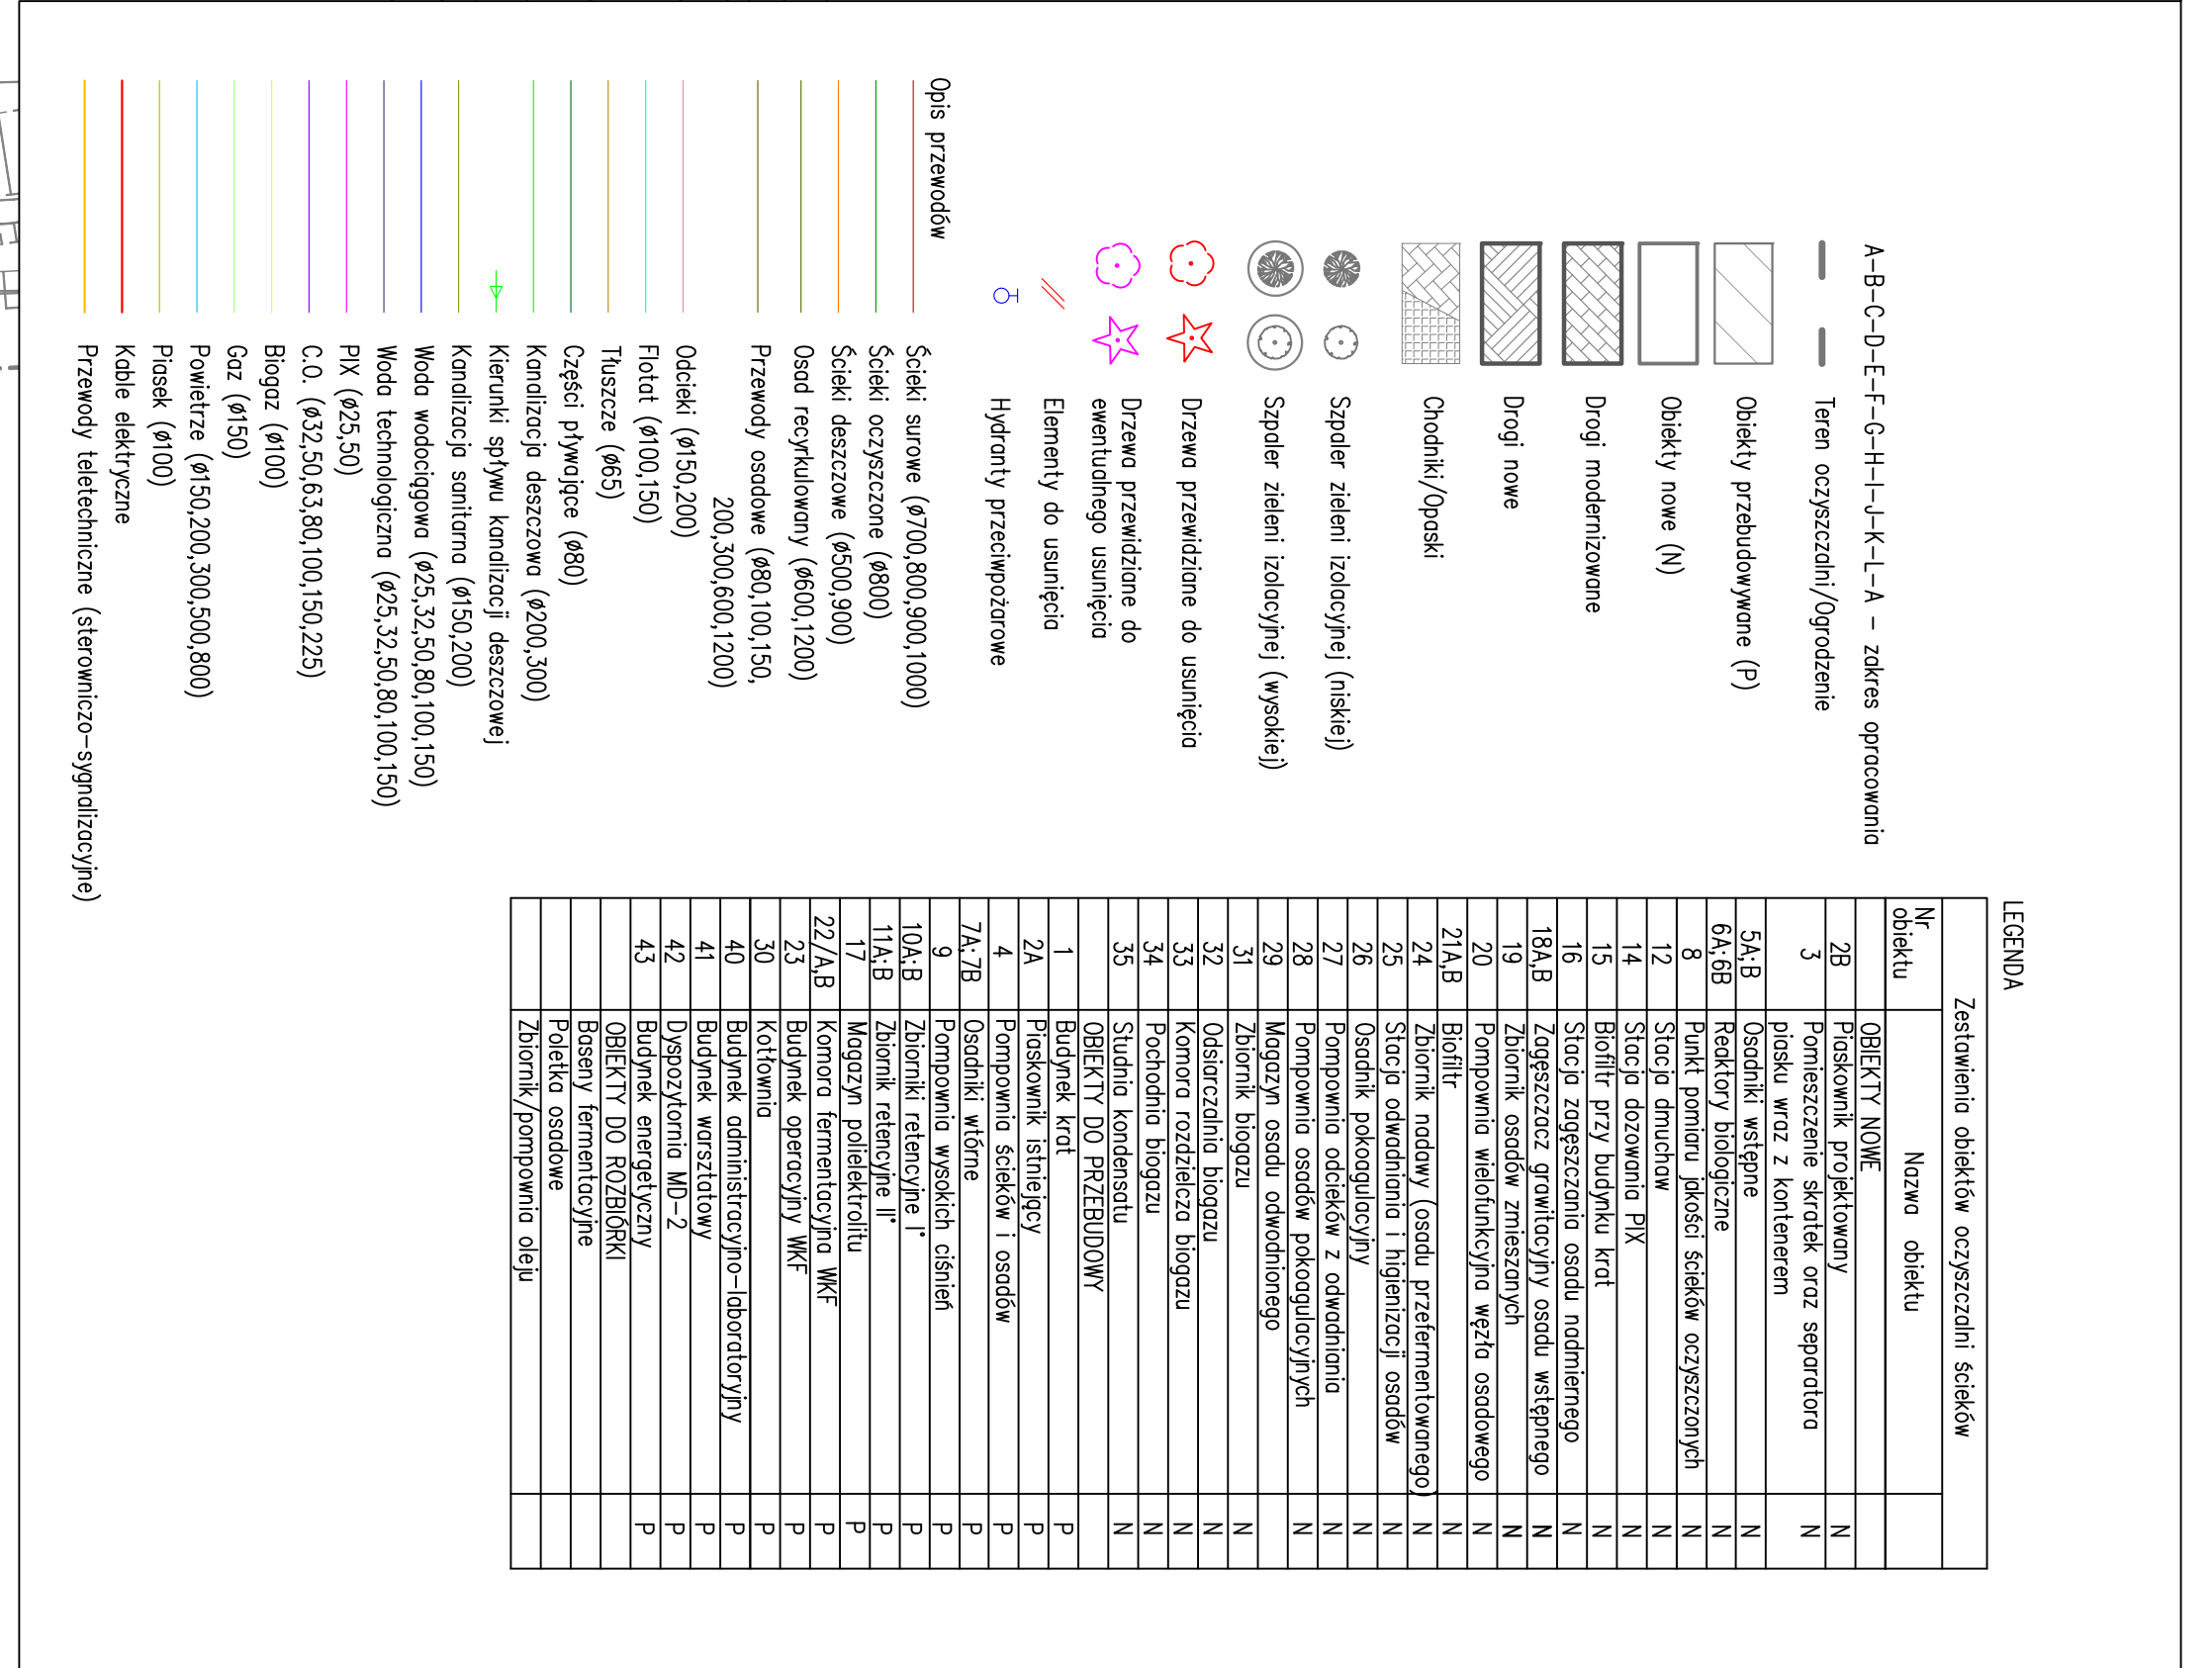 LEGENDA
Zestawienia obiektów oczyszczalni ścieków
Nr obiektu Nazwa obiektu
OBIEKTY NOWE
2B Piaskownik projektowany N
3 Pomieszczenie skratek oraz separatora N
piasku wraz z kontenerem
5A;B Osadniki wstępne N
6A;6B Reaktory biologiczne N
8 Punkt pomiaru jakości ścieków oczyszczonych N
12 Stacja dmuchaw N
14 Stacja dozowania PIX N
15 Biofiltr przy budynku krat N
16 Stacja zagęszczania osadu nadmiernego N
18A,B Zagęszczacz grawitacyjny osadu wstępnego N
19 Zbiornik osadów zmieszanych N
20 Pompownia wielofunkcyjna węzła osadowego N
21A,B Biofiltr N
24 Zbiornik nadawy (osadu przefermentowanego) N
25 Stacja odwadniania i higienizacji osadów N
26 Osadnik pokoagulacyjny N
27 Pompownia odcieków z odwadniania N
28 Pompownia osadów pokoagulacyjnych N
29 Magazyn osadu odwodnionego
31 Zbiornik biogazu N
32 Odsiarczalnia biogazu N
33 Komora rozdzielcza biogazu N
34 Pochodnia biogazu N
35 Studnia kondensatu N
OBIEKTY DO PRZEBUDOWY
1 Budynek krat P
2A Piaskownik istniejący P
4 Pompownia ścieków i osadów P
7A;7B Osadniki wtórne P
9 Pompownia wysokich ciśnień P
10A;B Zbiorniki retencyjne I° P
11A;B Zbiornik retencyjne II° P
17 Magazyn polielektrolitu P
22/A,B Komora fermentacyjna WKF P
23 Budynek operacyjny WKF P
30 Kotłownia P
40 Budynek administracyjno-laboratoryjny P
41 Budynek warsztatowy P
42 Dyspozytornia MD-2 P
43 Budynek energetyczny P
OBIEKTY DO ROZBIÓRKI
Baseny fermentacyjne
Poletka osadowe
Zbiornik/pompownia oleju
A-B-C-D-E-F-G-H-I-J-K-L-A - zakres opracowania
Teren oczyszczalni/Ogrodzenie
Obiekty przebudowywane (P)
Obiekty nowe (N)
Drogi modernizowane
Drogi nowe
Chodniki/Opaski
Szpaler zieleni izolacyjnej (niskiej)
Szpaler zieleni izolacyjnej (wysokiej)
Drzewa przewidziane do usunięcia
Drzewa przewidziane do
ewentualnego usunięcia
Elementy do usunięcia
Hydranty przeciwpożarowe
Opis przewodów
Ścieki surowe (ø700,800,900,1000)
Ścieki oczyszczone (ø800)
Ścieki deszczowe (ø500,900)
Osad recyrkulowany (ø600,1200)
Przewody osadowe (ø80,100,150,
200,300,600,1200)
Odcieki (ø150,200)
Flotat (ø100,150)
Tłuszcze (ø65)
Części pływające (ø80)
Kanalizacja deszczowa (ø200,300)
Kierunki spływu kanalizacji deszczowej
Kanalizacja sanitarna (ø150,200)
Woda wodociągowa (ø25,32,50,80,100,150)
Woda technologiczna (ø25,32,50,80,100,150)
PIX (ø25,50)
C.O. (ø32,50,63,80,100,150,225)
Biogaz (ø100)
Gaz (ø150)
Powietrze (ø150,200,300,500,800)
Piasek (ø100)
Kable elektryczne
Przewody teletechniczne (sterowniczo-sygnalizacyjne)